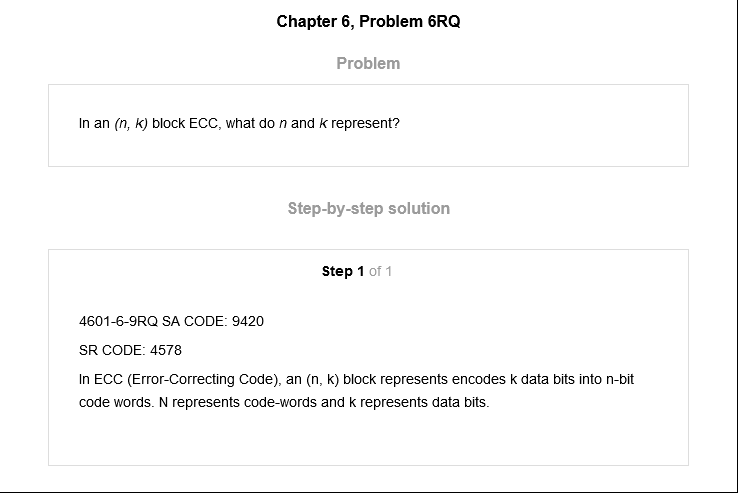 Chapter 6, Problem 6RQ
Problem
In an (n, k) block ECC, what do n and k represent?
Step-by-step solution
Step 1 of 1
4601-6-9RQ SA CODE: 9420
SR CODE: 4578
In ECC (Error-Correcting Code), an (n, k) block represents encodes k data bits into n-bit
code words. N represents code-words and k represents data bits.